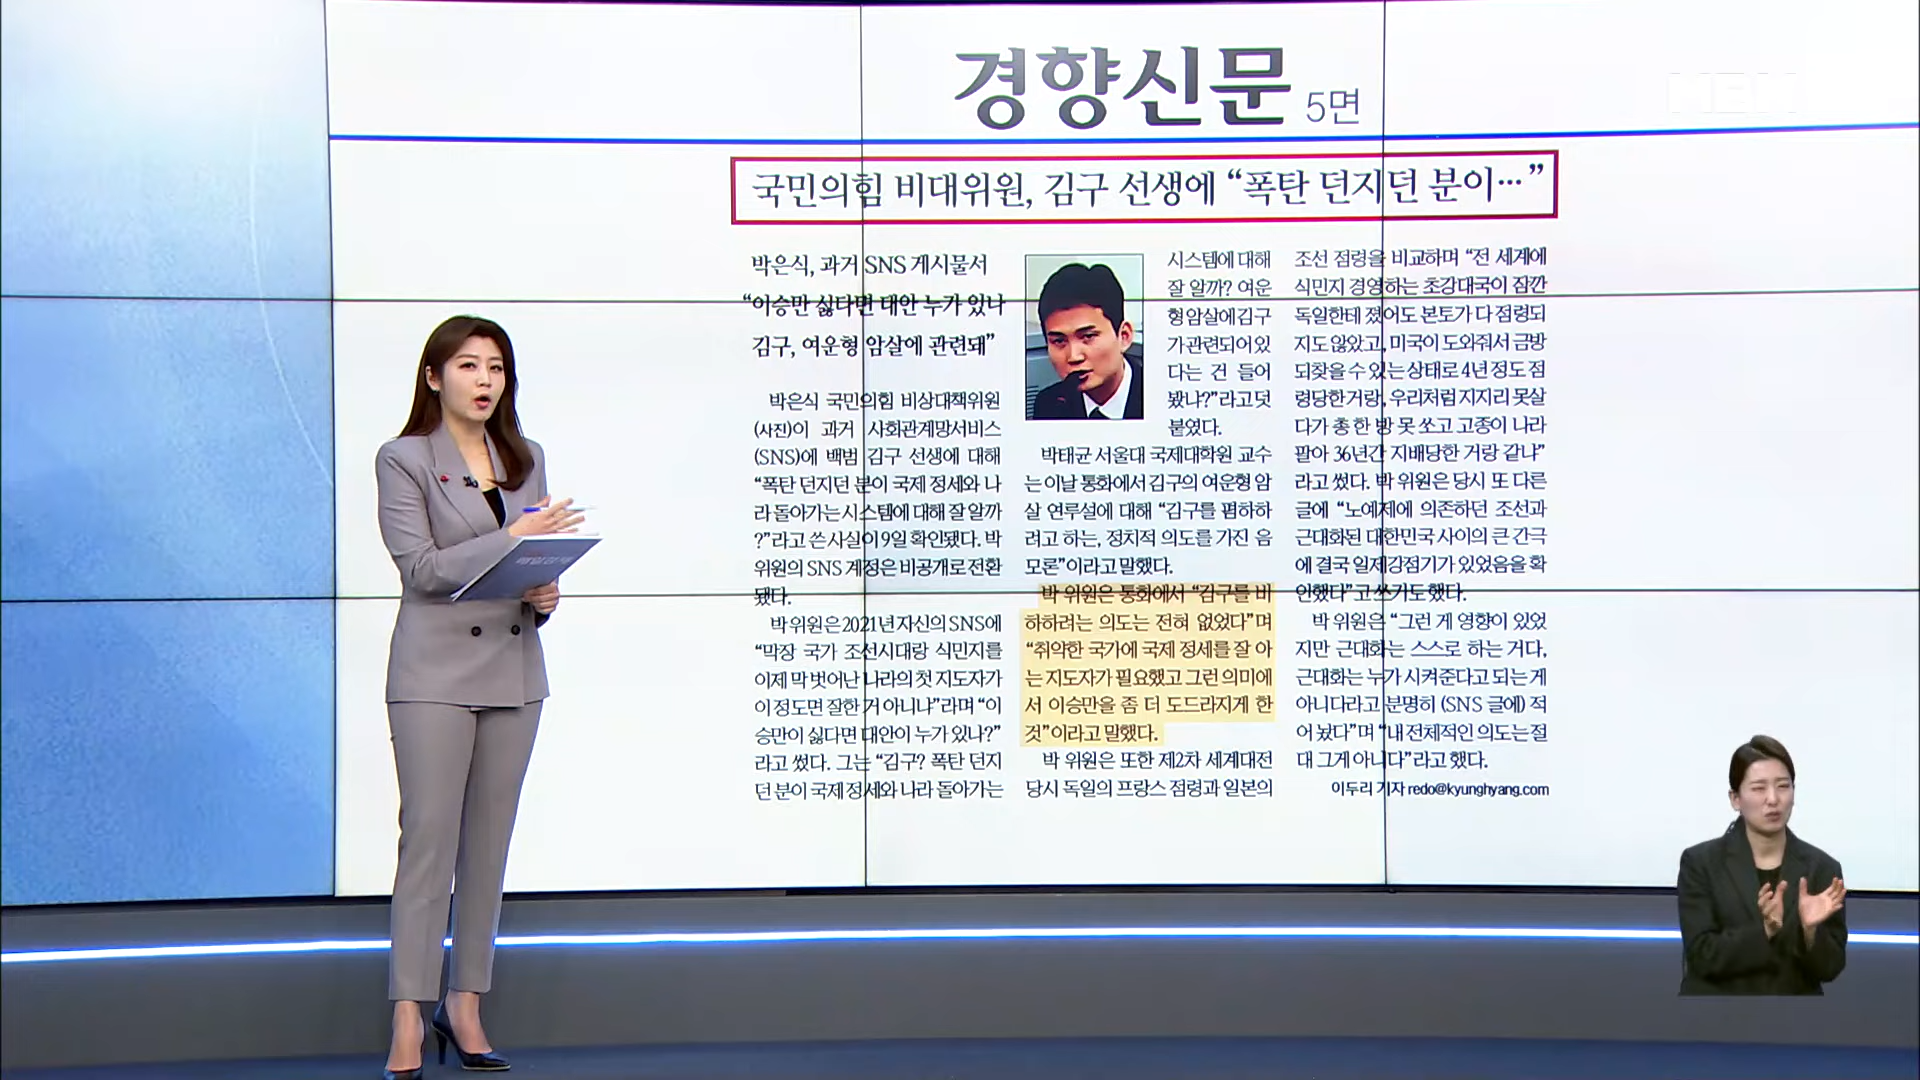 경향신문 5면
국민의힘 비대위원, 김구 선생에 “폭탄 던지던 분이…”
박은식, 과거 SNS 게시물서
“이승만 싫다면 대안 누가 있나
김구, 여운형 암살에 관련돼”
박은식 국민의힘 비상대책위원
(사진)이 과거 사회관계망서비스
(SNS)에 백범 김구 선생에 대해
“폭탄 던지던 분이 국제 정세와 나
라 돌아가는 시스템에 대해 잘 알까
?”라고 쓴 사실이 9일 확인됐다. 박
위원의 SNS 계정은 비공개로 전환
됐다.
박 위원은 2021년 자신의 SNS에
“막장 국가 조선시대랑 식민지를
이제 막 벗어난 나라의 첫 지도자가
이 정도면 잘한 거 아니냐”라며 “이
승만이 싫다면 대안이 누가 있나?”
라고 썼다. 그는 “김구? 폭탄 던지
던 분이 국제 정세와 나라 돌아가는
시스템에 대해
잘 알까? 여운
형 암살에 김구
가 관련되어 있
다는 건 들어
봤나?”라고 덧
붙였다.
박태균 서울대 국제대학원 교수
는 이날 통화에서 김구의 여운형 암
살 연루설에 대해 “김구를 폄하하
려고 하는, 정치적 의도를 가진 음
모론”이라고 말했다.
박 위원은 통화에서 “김구를 비
하하려는 의도는 전혀 없었다”며
“취약한 국가에 국제 정세를 잘 아
는 지도자가 필요했고 그런 의미에
서 이승만을 좀 더 도드라지게 한
것”이라고 말했다.
박 위원은 또한 제2차 세계대전
당시 독일의 프랑스 점령과 일본의
조선 점령을 비교하며 “전 세계에
식민지 경영하는 초강대국이 잠깐
독일한테 졌어도 본토가 다 점령되
지도 않았고, 미국이 도와줘서 금방
되찾을 수 있는 상태로 4년 정도 점
령당한 거랑, 우리처럼 지지리 못살
다가 총 한 방 못 쏘고 고종이 나라
팔아 36년간 지배당한 거랑 같냐”
라고 썼다. 박 위원은 당시 또 다른
글에 “노예제에 의존하던 조선과
근대화된 대한민국 사이의 큰 간극
에 결국 일제강점기가 있었음을 확
인했다”고 쓰기도 했다.
박 위원은 “그런 게 영향이 있었
지만 근대화는 스스로 하는 거다,
근대화는 누가 시켜준다고 되는 게
아니다라고 분명히 (SNS 글에) 적
어 놨다”며 “내 전체적인 의도는 절
대 그게 아니다”라고 했다.
이두리 기자 redo@kyunghyang.com